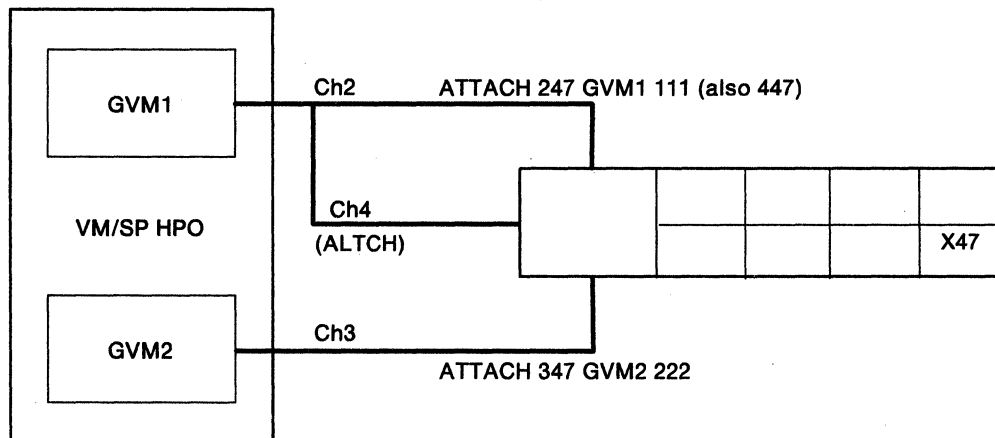 Ch2
ATTACH 247 GVM1 111 (also 447)
GVM1
Ch4
(ALTCH)
VM/SP HPO
X47
Ch3
GVM2
ATTACH 347 GVM2 222